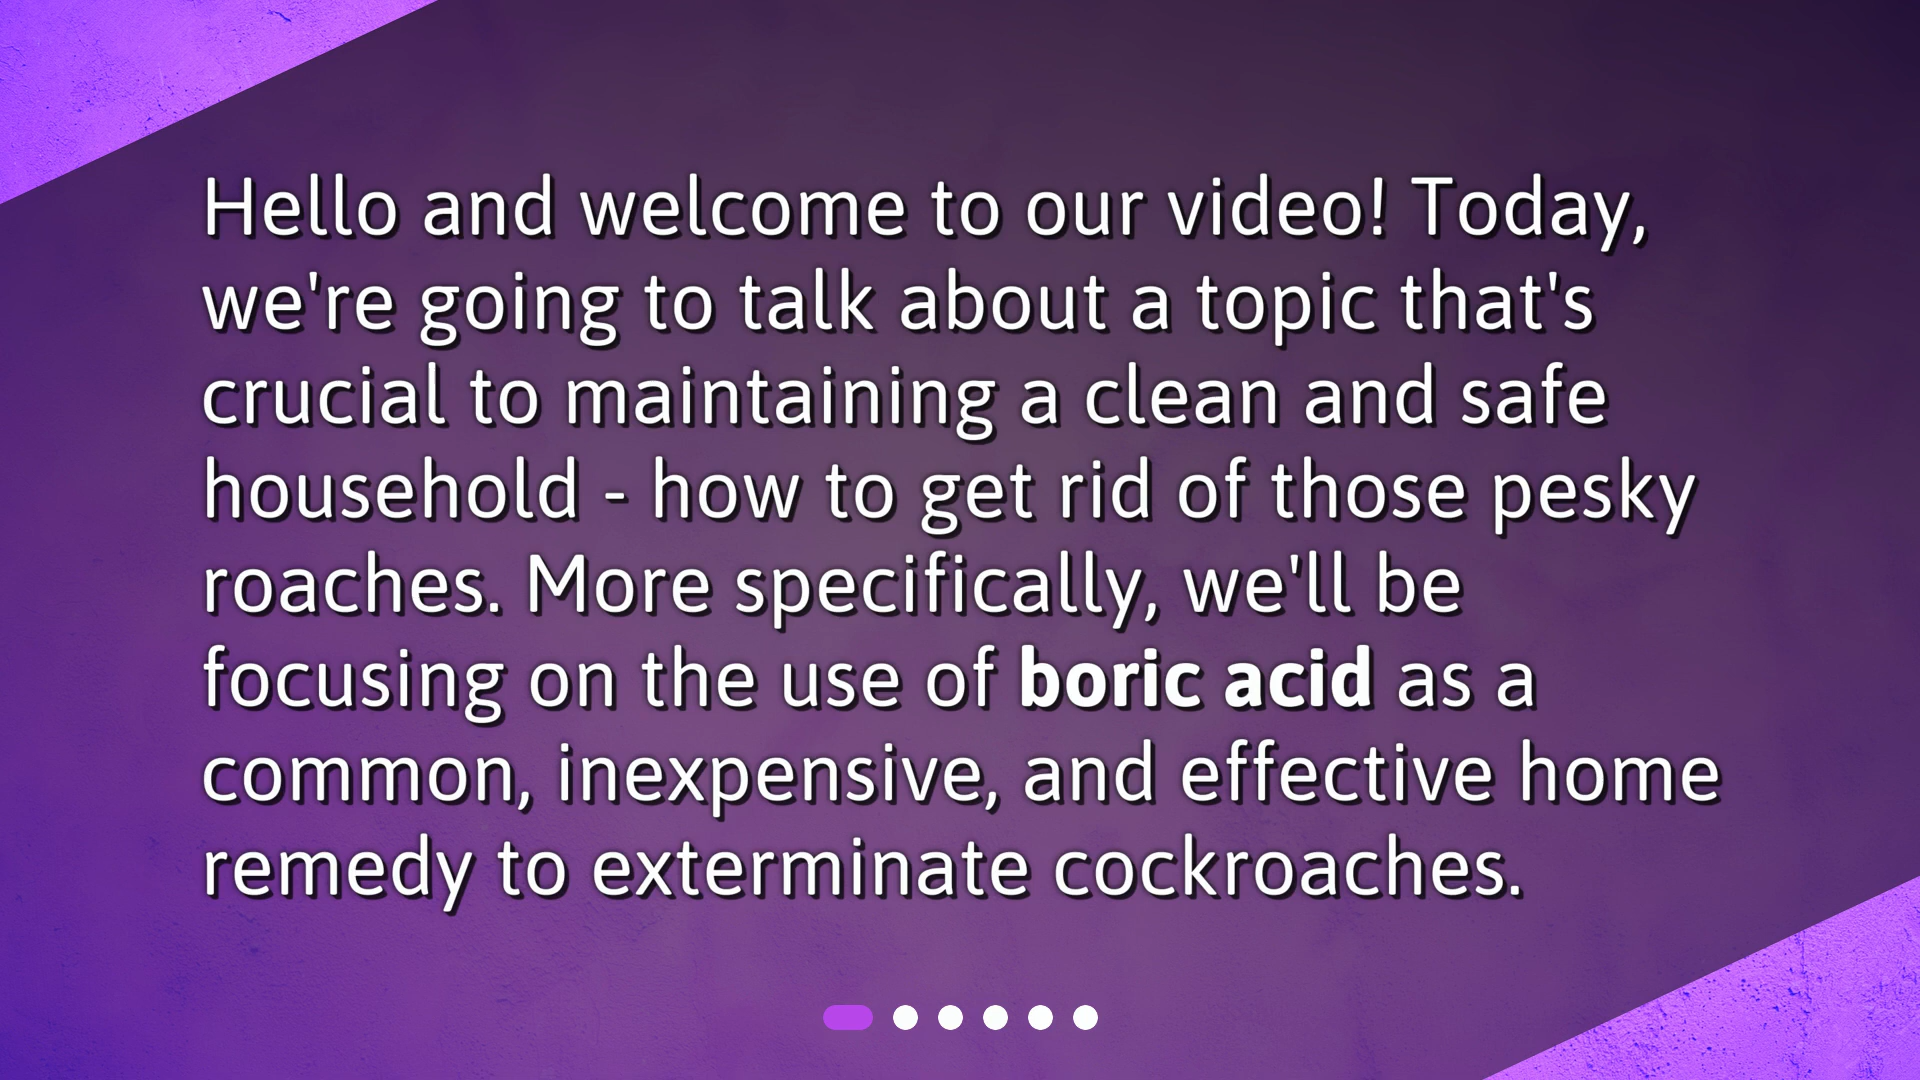 Hello and welcome to our video! Today,
we're going to talk about a topic that's
crucial to maintaining a clean and safe
household - how to get rid of those pesky
roaches. More specifically, we'll be
focusing on the use of boric acid as a
common, inexpensive, and effective home
remedy to exterminate cockroaches.